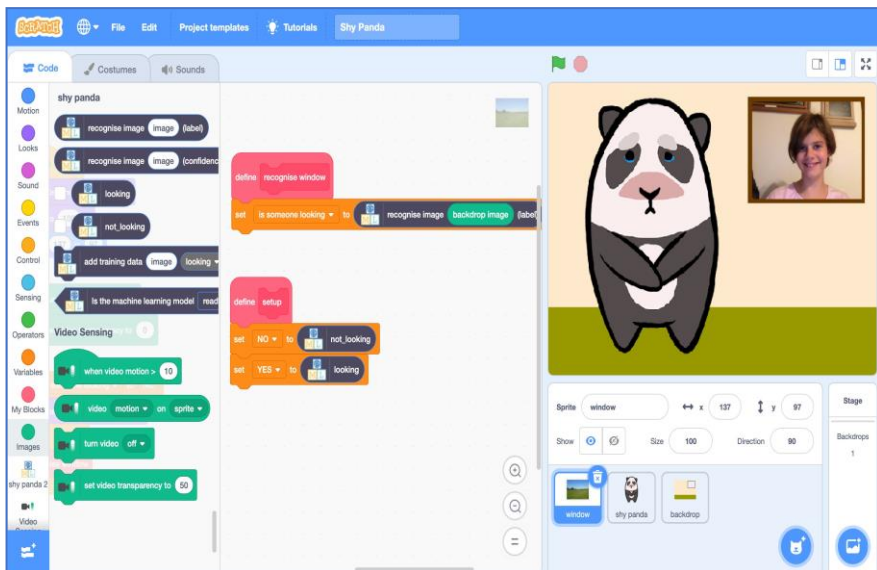 SCRATCH File Edit Project templates Tutorials Shy Panda
Code Costumes Sounds
Motion
Looks
Sound
Events
Control
Sensing
Operators
Variables
My Blocks
Images
shy panda 2
Video
shy panda
recognise image image (label)
recognise image image (confidenc
looking
not_looking
add training data image looking
Is the machine learning model read
Video Sensing
when video motion > 10
video motion on sprite
turn video off
set video transparency to 50
define recognise window
set is someone looking to recognise image backdrop image (label)
define setup
set NO to not_looking
set YES to looking
Sprite window x 137 y 97
Show Size 100 Direction 90
window shy panda backdrop
Stage
Backdrops
1